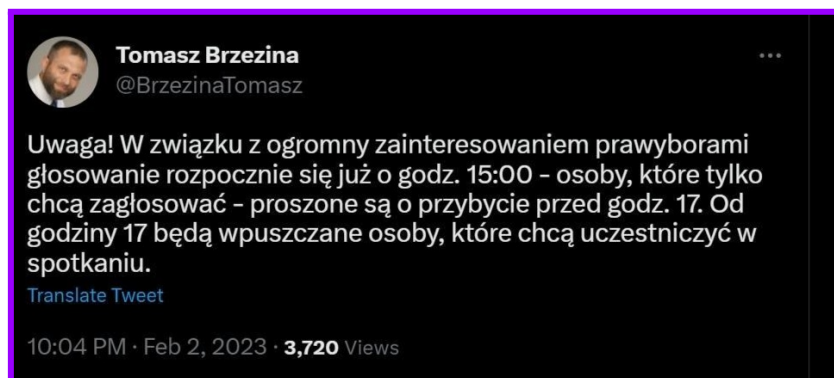 Tomasz Brzezina
@BrzezinaTomasz
Uwaga! W związku z ogromny zainteresowaniem prawyborami
głosowanie rozpocznie się już o godz. 15:00 - osoby, które tylko
chcą zagłosować - proszone są o przybycie przed godz. 17. Od
godziny 17 będą wpuszczane osoby, które chcą uczestniczyć w
spotkaniu.
Translate Tweet
10:04 PM · Feb 2, 2023 · 3,720 Views